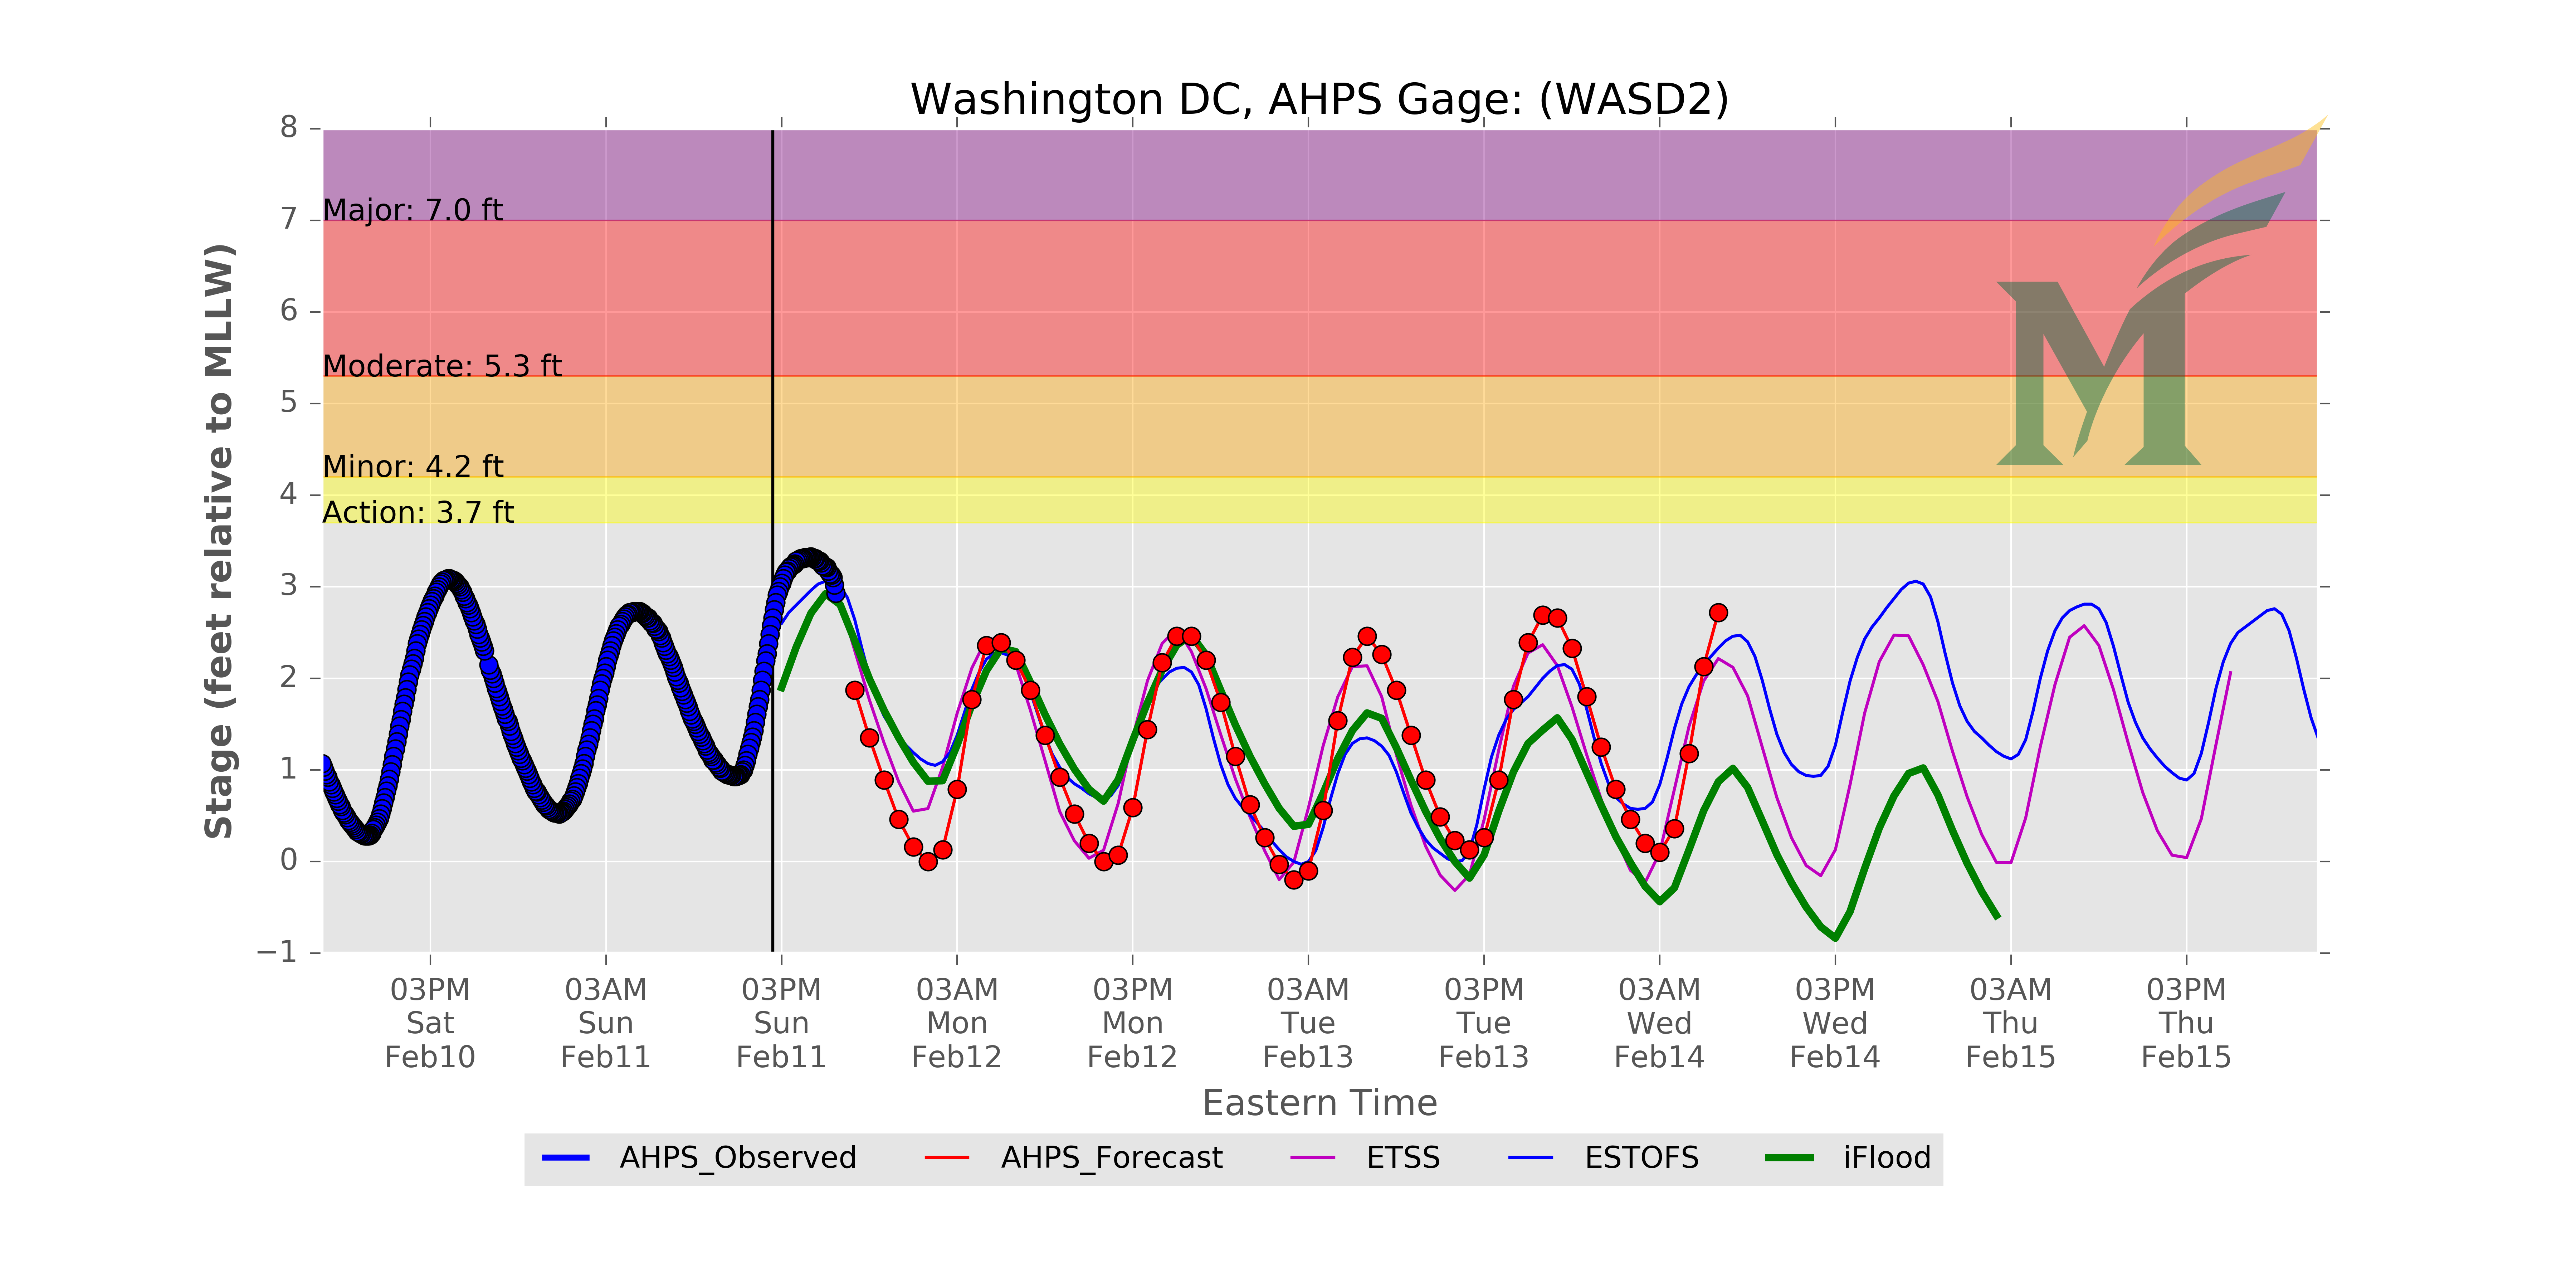 Washington DC, AHPS Gage: (WASD2)
8
7
6
5
4
3
2
1
0
−1
Stage (feet relative to MLLW)
Major: 7.0 ft
Moderate: 5.3 ft
Minor: 4.2 ft
Action: 3.7 ft
M
03PM 03AM 03PM 03AM 03PM 03AM 03PM 03AM 03PM 03AM 03PM
Sat Sun Sun Mon Mon Tue Tue Wed Wed Thu Thu
Feb10 Feb11 Feb11 Feb12 Feb12 Feb13 Feb13 Feb14 Feb14 Feb15 Feb15
Eastern Time
AHPS_Observed AHPS_Forecast ETSS ESTOFS iFlood